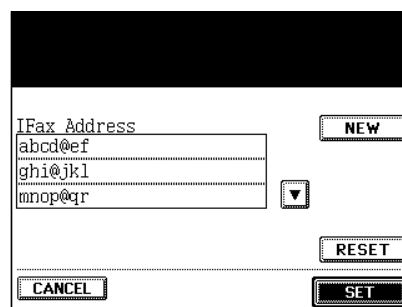 IFax Address
NEW
abcd@ef
ghi@jkl
mnop@qr
RESET
CANCEL
SET